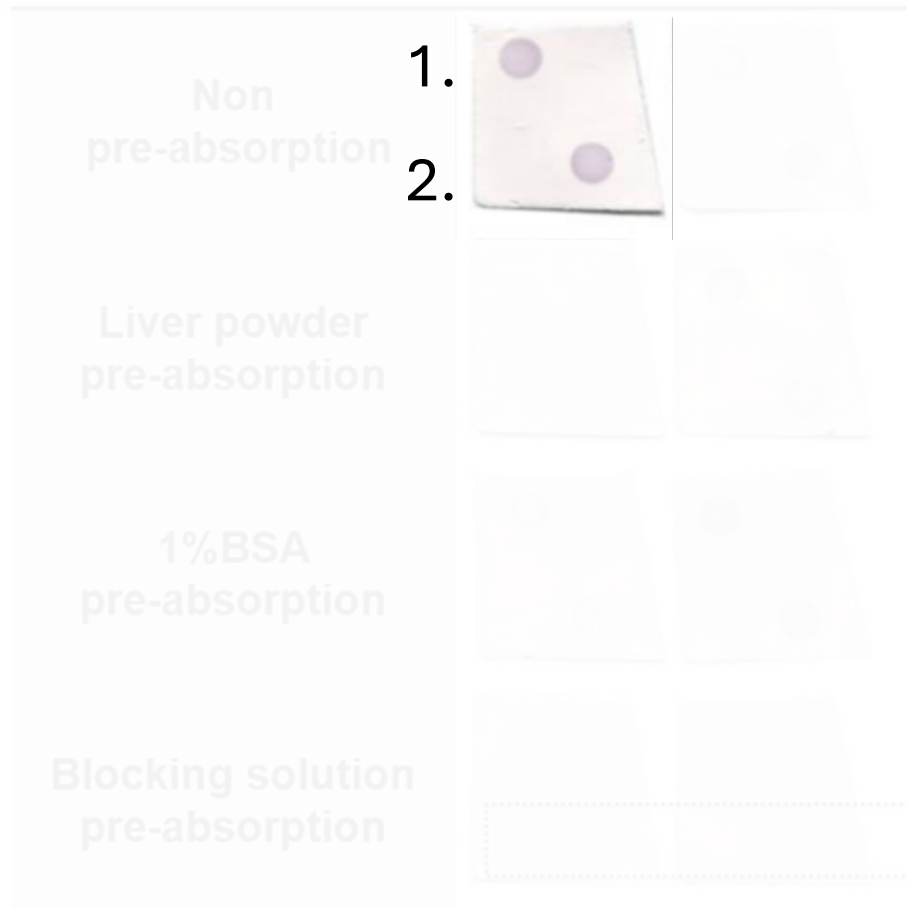 1.
Non
pre-absorption
2.
Liver powder
pre-absorption
1%BSA
pre-absorption
Blocking solution
pre-absorption